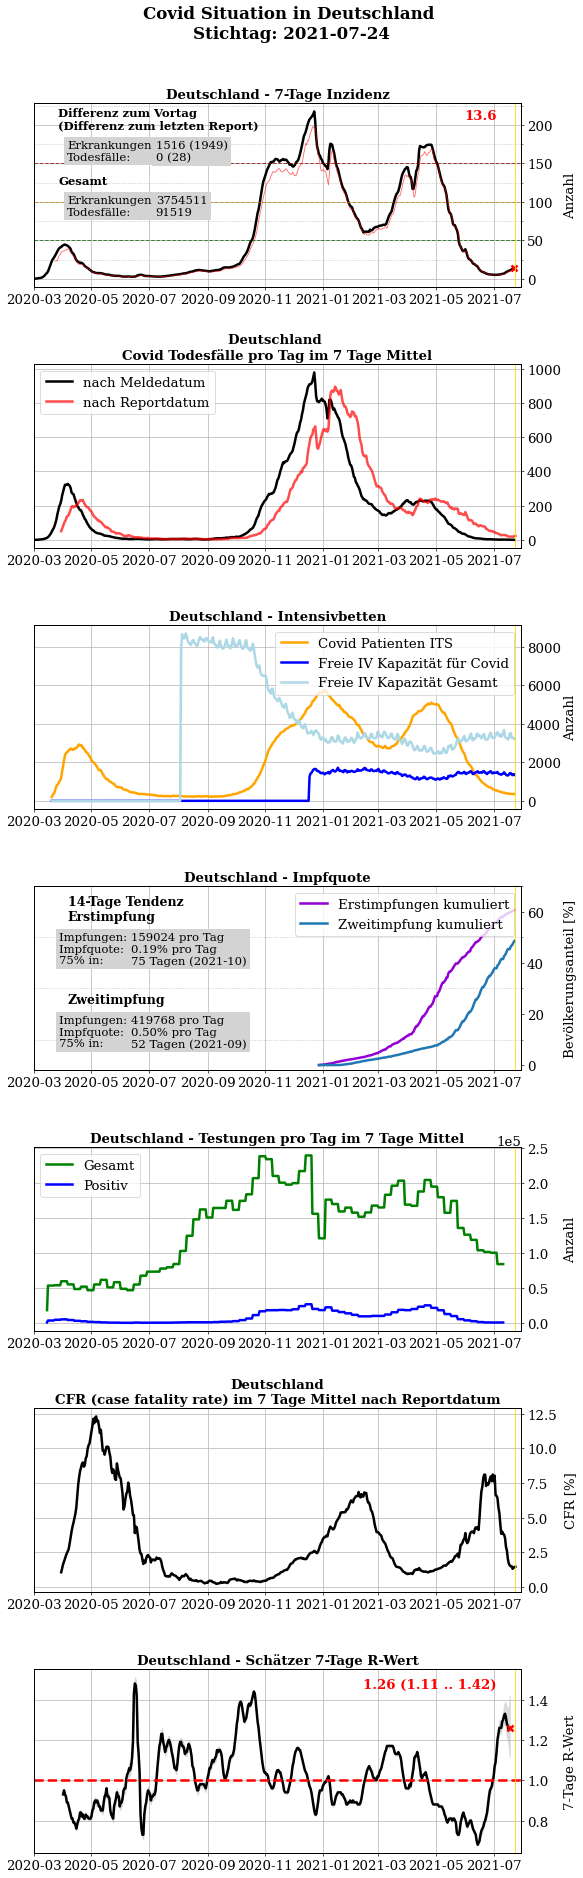 Covid Situation in Deutschland
Stichtag: 2021-07-24
Deutschland - 7-Tage Inzidenz
Differenz zum Vortag
(Differenz zum letzten Report)
Erkrankungen 1516 (1949)
Todesfälle: 0 (28)
Gesamt
Erkrankungen 3754511
Todesfälle: 91519
13.6
200
150
100
50
0
Anzahl
2020-03 2020-05 2020-07 2020-09 2020-11 2021-01 2021-03 2021-05 2021-07
Deutschland
Covid Todesfälle pro Tag im 7 Tage Mittel
nach Meldedatum
nach Reportdatum
1000
800
600
400
200
0
2020-03 2020-05 2020-07 2020-09 2020-11 2021-01 2021-03 2021-05 2021-07
Deutschland - Intensivbetten
Covid Patienten ITS
Freie IV Kapazität für Covid
Freie IV Kapazität Gesamt
8000
6000
4000
2000
0
Anzahl
2020-03 2020-05 2020-07 2020-09 2020-11 2021-01 2021-03 2021-05 2021-07
Deutschland - Impfquote
14-Tage Tendenz
Erstimpfung
Impfungen: 159024 pro Tag
Impfquote: 0.19% pro Tag
75% in: 75 Tagen (2021-10)
Zweitimpfung
Impfungen: 419768 pro Tag
Impfquote: 0.50% pro Tag
75% in: 52 Tagen (2021-09)
Erstimpfungen kumuliert
Zweitimpfung kumuliert
60
40
20
0
Bevölkerungsanteil [%]
2020-03 2020-05 2020-07 2020-09 2020-11 2021-01 2021-03 2021-05 2021-07
Deutschland - Testungen pro Tag im 7 Tage Mittel
1e5
Gesamt
Positiv
2.5
2.0
1.5
1.0
0.5
0.0
Anzahl
2020-03 2020-05 2020-07 2020-09 2020-11 2021-01 2021-03 2021-05 2021-07
Deutschland
CFR (case fatality rate) im 7 Tage Mittel nach Reportdatum
12.5
10.0
7.5
5.0
2.5
0.0
CFR [%]
2020-03 2020-05 2020-07 2020-09 2020-11 2021-01 2021-03 2021-05 2021-07
Deutschland - Schätzer 7-Tage R-Wert
1.26 (1.11 .. 1.42)
1.4
1.2
1.0
0.8
7-Tage R-Wert
2020-03 2020-05 2020-07 2020-09 2020-11 2021-01 2021-03 2021-05 2021-07